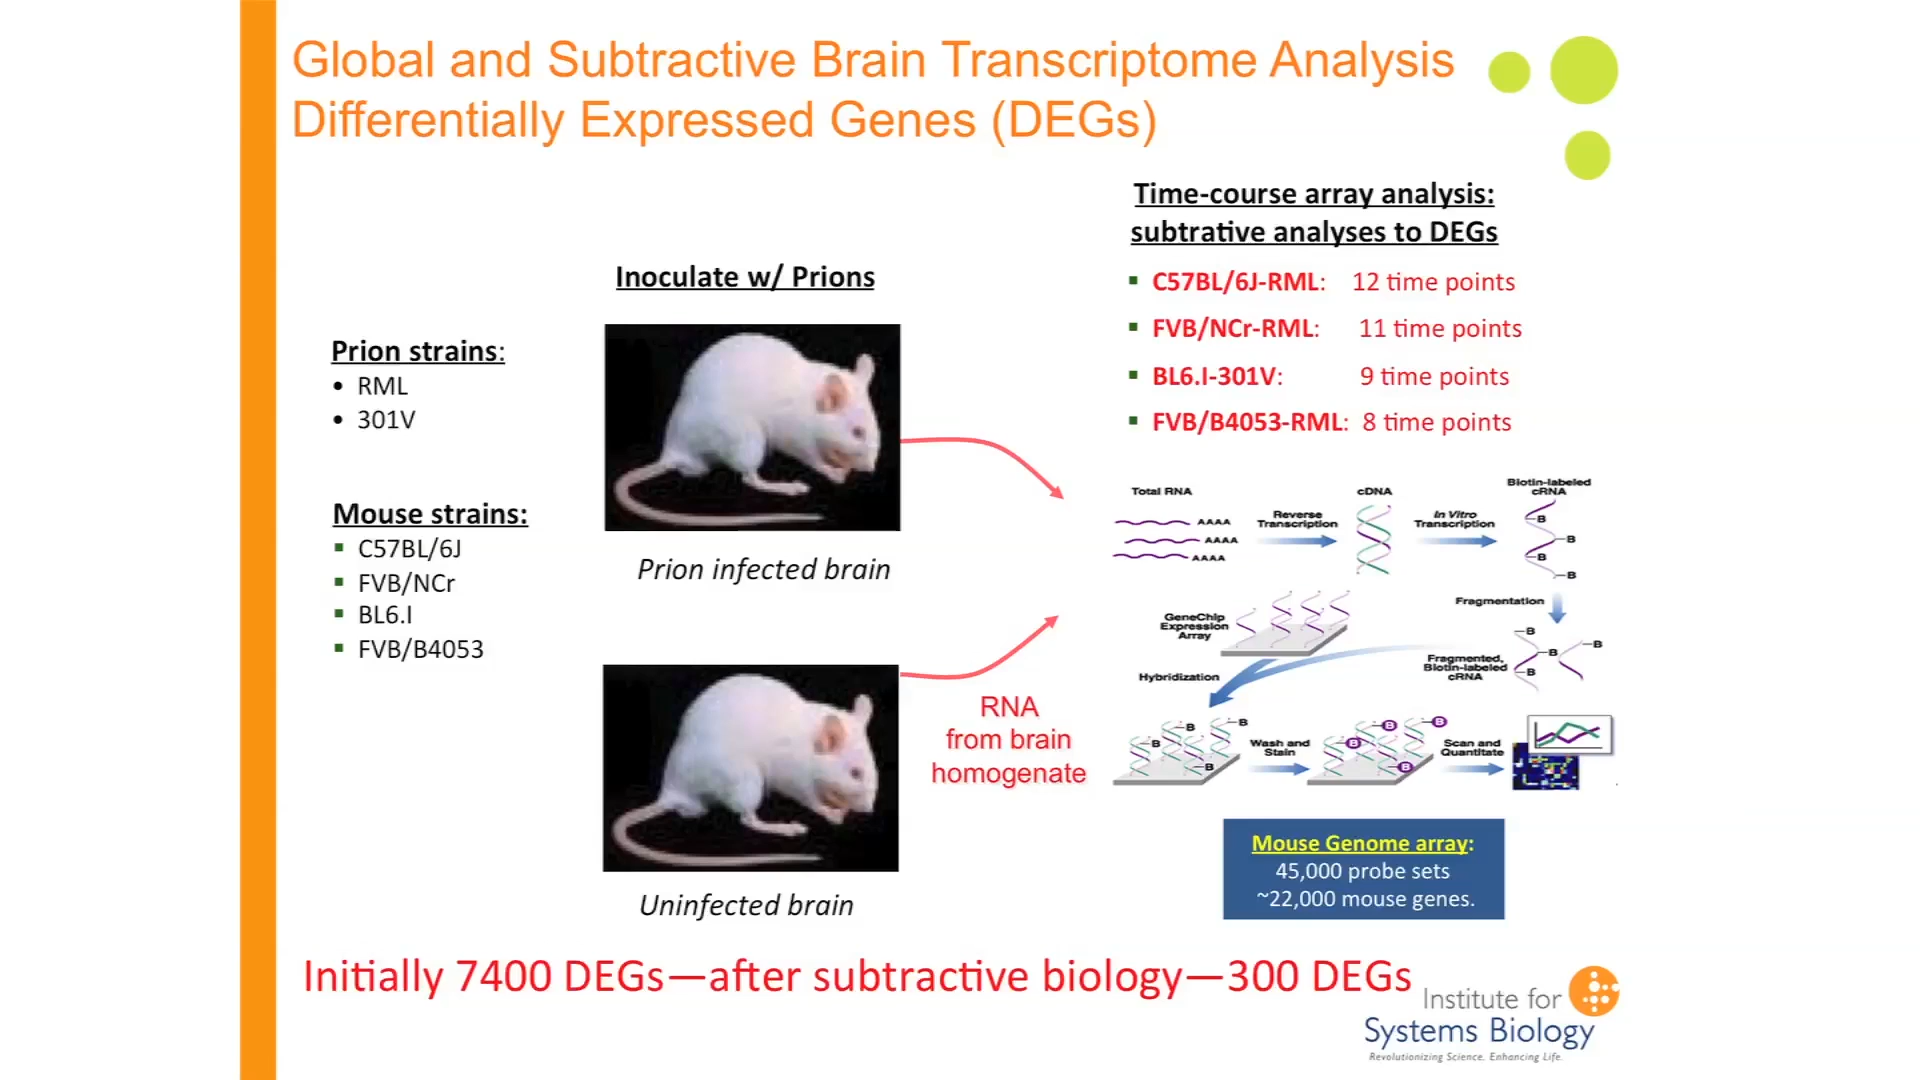 Global and Subtractive Brain Transcriptome Analysis
Differentially Expressed Genes (DEGs)
Inoculate w/ Prions
Prion strains:
• RML
• 301V
Mouse strains:
▪ C57BL/6J
▪ FVB/NCr
▪ BL6.I
▪ FVB/B4053
Prion infected brain
Uninfected brain
RNA
from brain
homogenate
Time-course array analysis:
subtrative analyses to DEGs
▪ C57BL/6J-RML: 12 time points
▪ FVB/NCr-RML: 11 time points
▪ BL6.I-301V: 9 time points
▪ FVB/B4053-RML: 8 time points
Total RNA
AAAA
AAAA
AAAA
Reverse
Transcription
cDNA
In Vitro
Transcription
Biotin-labeled
cRNA
B
B
B
B
Fragmentation
GeneChip
Expression
Array
B
B
B
B
Fragmented,
Biotin-labeled
cRNA
Hybridization
B
B
B
B
Wash and
Stain
B
B
B
B
Scan and
Quantitate
Mouse Genome array:
45,000 probe sets
~22,000 mouse genes.
Initially 7400 DEGs—after subtractive biology—300 DEGs
Institute for
Systems Biology
Revolutionizing Science. Enhancing Life.